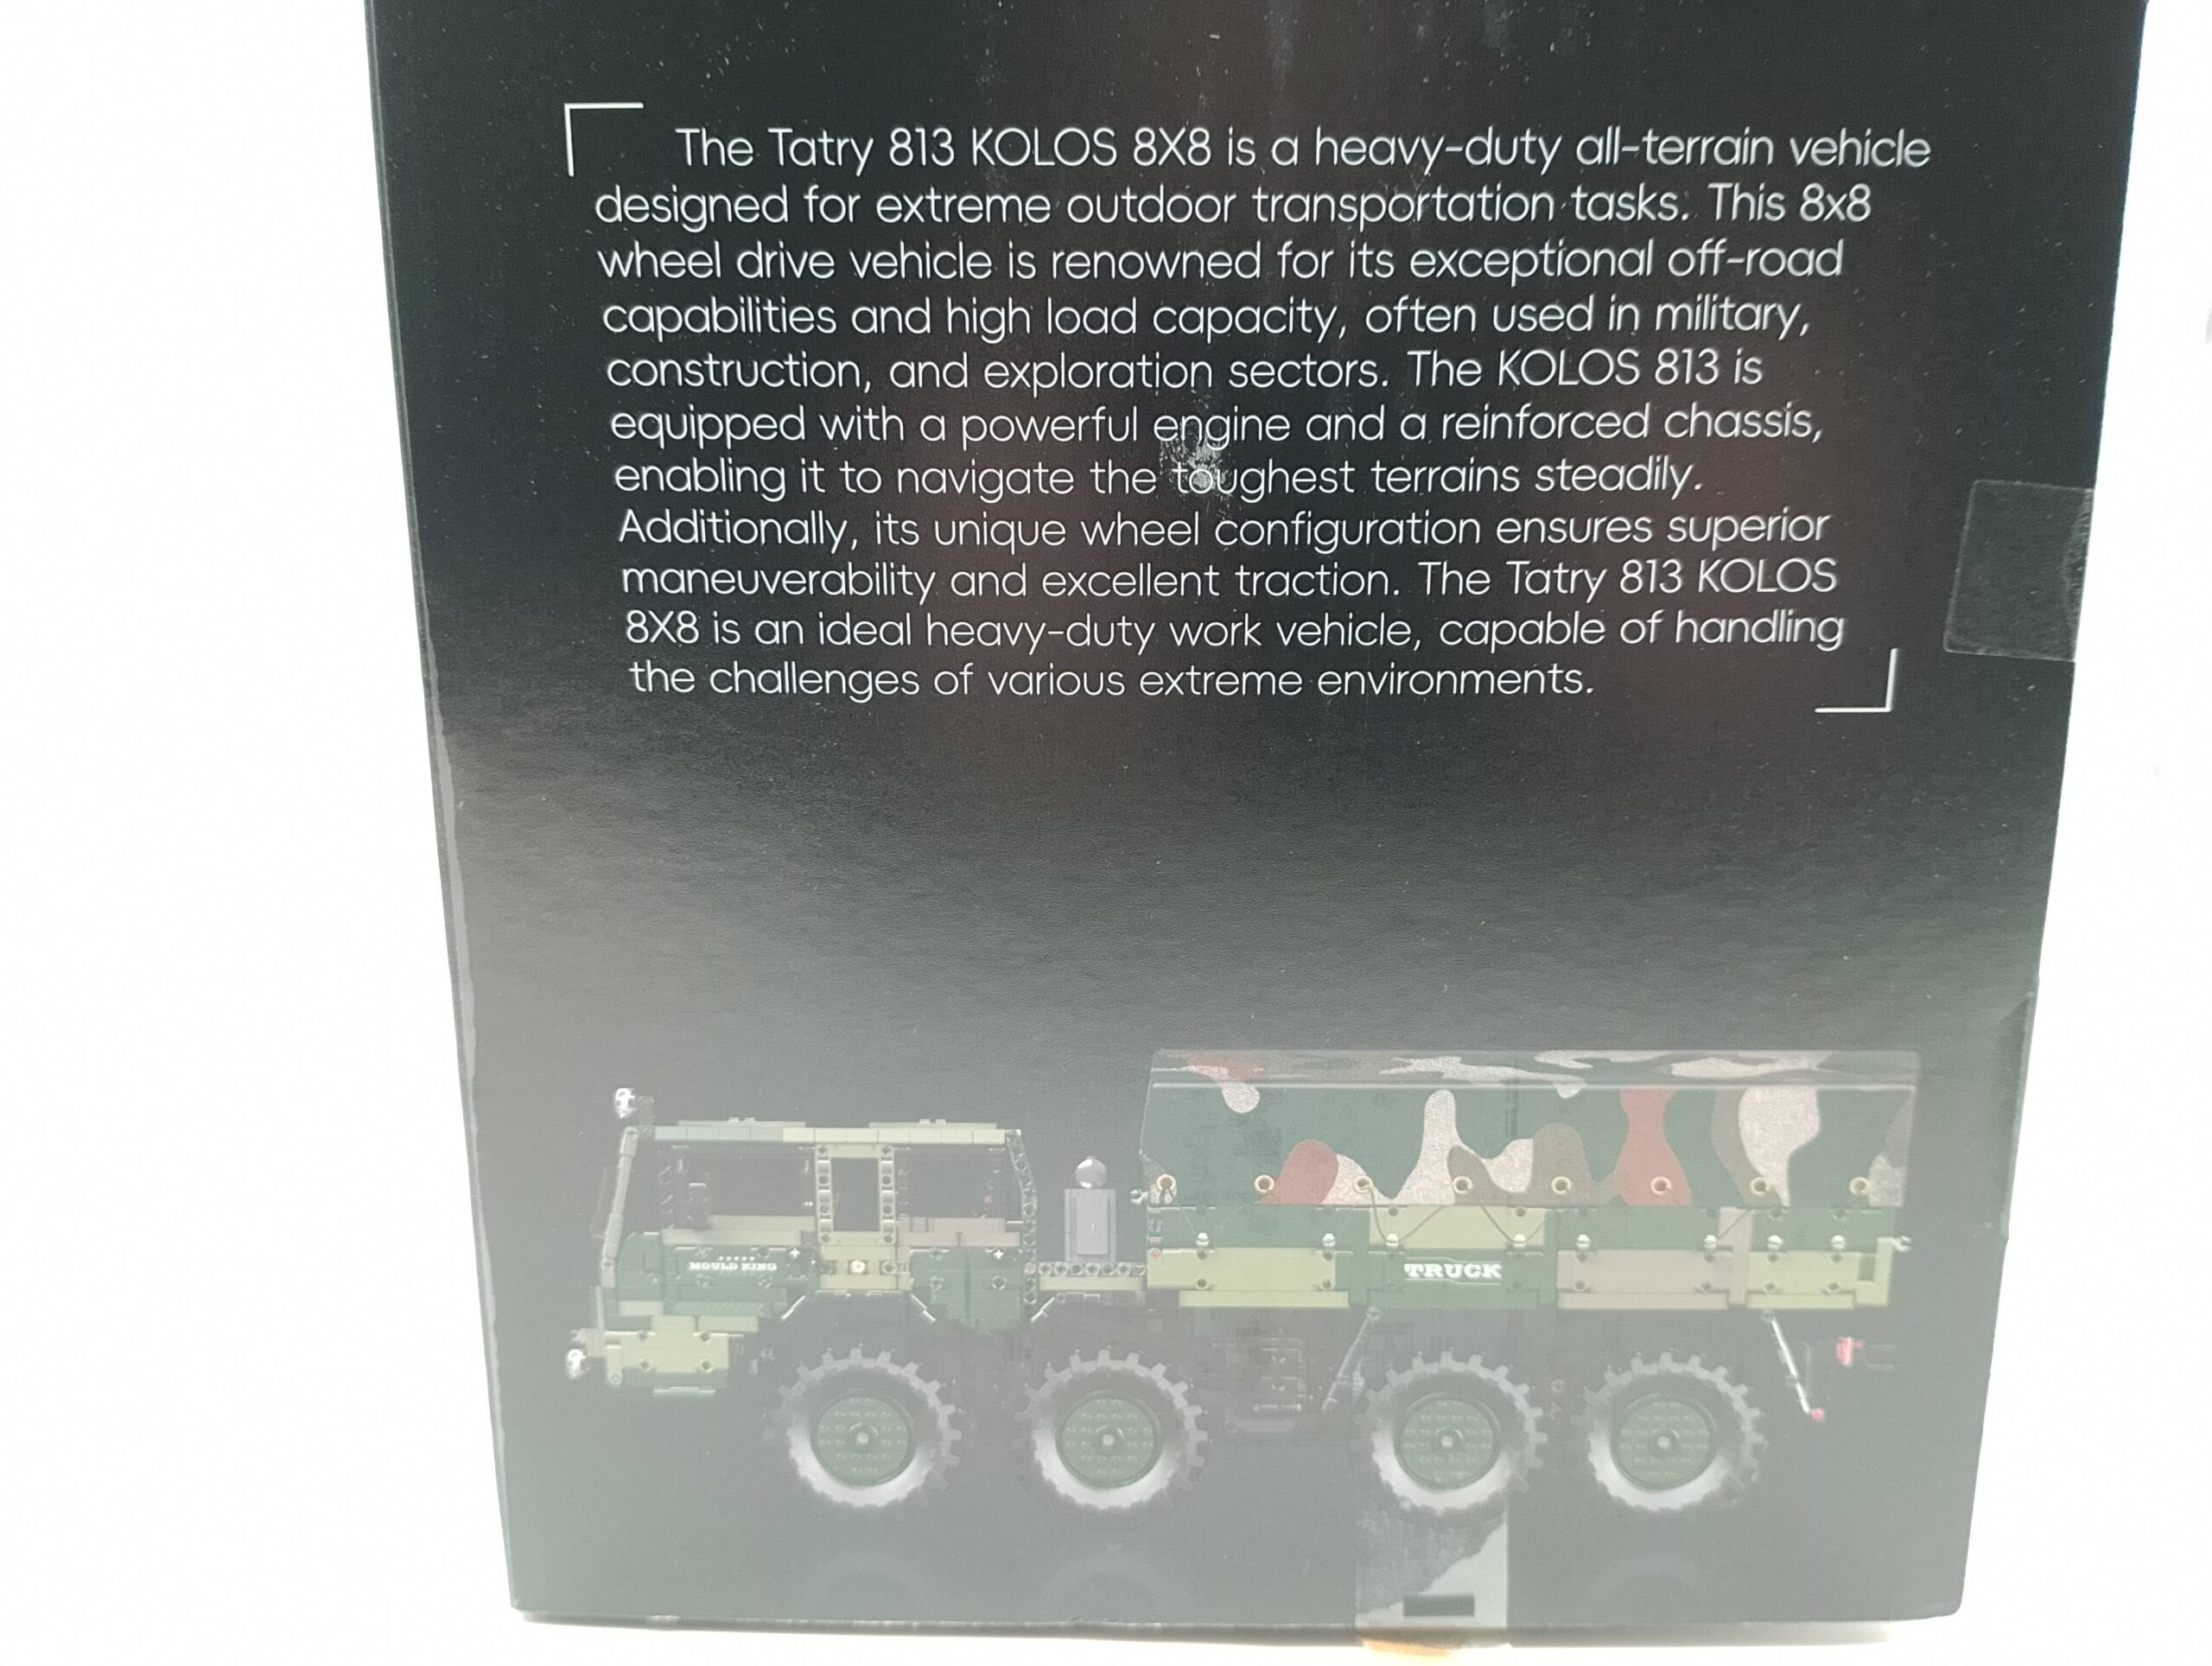 The Tatry 813 KOLOS 8X8 is a heavy-duty all-terrain vehicle
designed for extreme outdoor transportation tasks. This 8x8
wheel drive vehicle is renowned for its exceptional off-road
capabilities and high load capacity, often used in military,
construction, and exploration sectors. The KOLOS 813 is
equipped with a powerful engine and a reinforced chassis,
enabling it to navigate the toughest terrains steadily.
Additionally, its unique wheel configuration ensures superior
maneuverability and excellent traction. The Tatry 813 KOLOS
8X8 is an ideal heavy-duty work vehicle, capable of handling
the challenges of various extreme environments.
MOULD KING
TRUCK